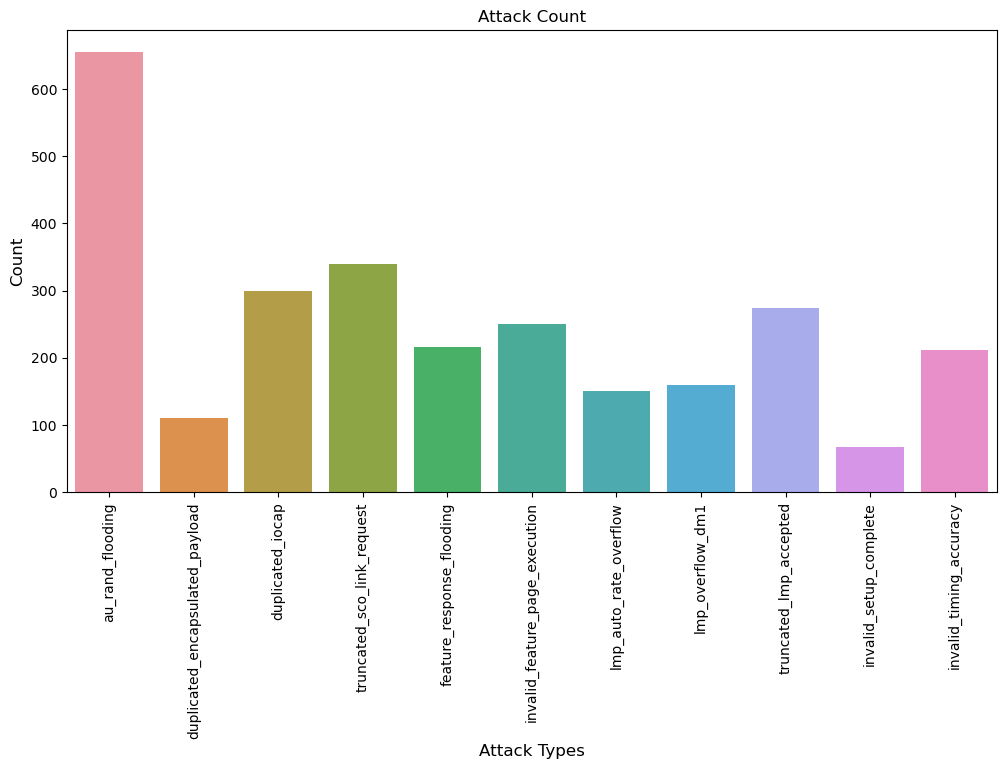 Attack Count
Count
600
500
400
300
200
100
0
au_rand_flooding
duplicated_encapsulated_payload
duplicated_iocap
truncated_sco_link_request
feature_response_flooding
invalid_feature_page_execution
lmp_auto_rate_overflow
lmp_overflow_dm1
truncated_lmp_accepted
invalid_setup_complete
invalid_timing_accuracy
Attack Types